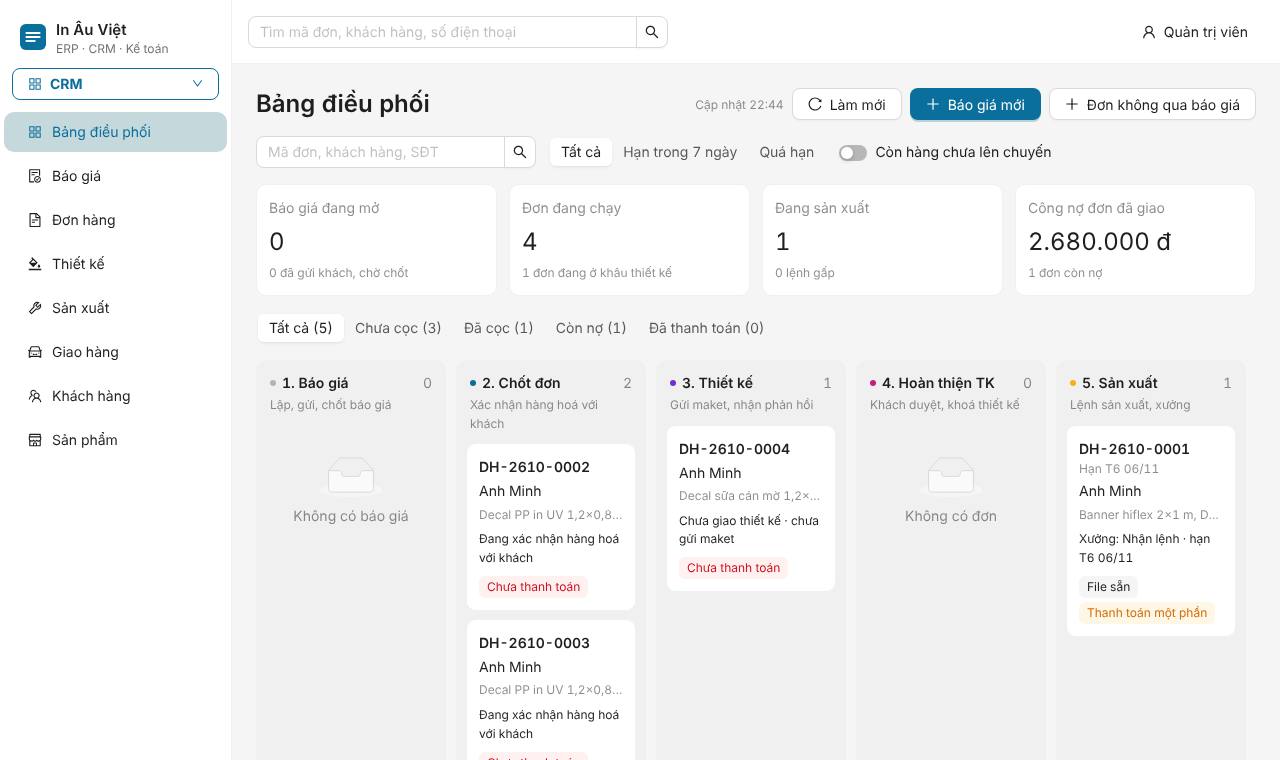 In Âu Việt
ERP · CRM · Kế toán
CRM
Bảng điều phối
Báo giá
Đơn hàng
Thiết kế
Sản xuất
Giao hàng
Khách hàng
Sản phẩm
Tìm mã đơn, khách hàng, số điện thoại
Quản trị viên
Bảng điều phối
Cập nhật 22:44
Làm mới
Báo giá mới
Đơn không qua báo giá
Mã đơn, khách hàng, SĐT
Tất cả
Hạn trong 7 ngày
Quá hạn
Còn hàng chưa lên chuyến
Báo giá đang mở
0
0 đã gửi khách, chờ chốt
Đơn đang chạy
4
1 đơn đang ở khâu thiết kế
Đang sản xuất
1
0 lệnh gấp
Công nợ đơn đã giao
2.680.000 đ
1 đơn còn nợ
Tất cả (5)
Chưa cọc (3)
Đã cọc (1)
Còn nợ (1)
Đã thanh toán (0)
1. Báo giá 0
Lập, gửi, chốt báo giá
Không có báo giá
2. Chốt đơn 2
Xác nhận hàng hoá với
khách
DH-2610-0002
Anh Minh
Decal PP in UV 1,2×0,8...
Đang xác nhận hàng hoá
với khách
Chưa thanh toán
DH-2610-0003
Anh Minh
Decal PP in UV 1,2×0,8...
Đang xác nhận hàng hoá
với khách
3. Thiết kế 1
Gửi maket, nhận phản hồi
DH-2610-0004
Anh Minh
Decal sữa cán mờ 1,2×...
Chưa giao thiết kế · chưa
gửi maket
Chưa thanh toán
4. Hoàn thiện TK 0
Khách duyệt, khoá thiết kế
Không có đơn
5. Sản xuất 1
Lệnh sản xuất, xưởng
DH-2610-0001
Hạn T6 06/11
Anh Minh
Banner hiflex 2×1 m, D...
Xưởng: Nhận lệnh · hạn
T6 06/11
File sẵn
Thanh toán một phần